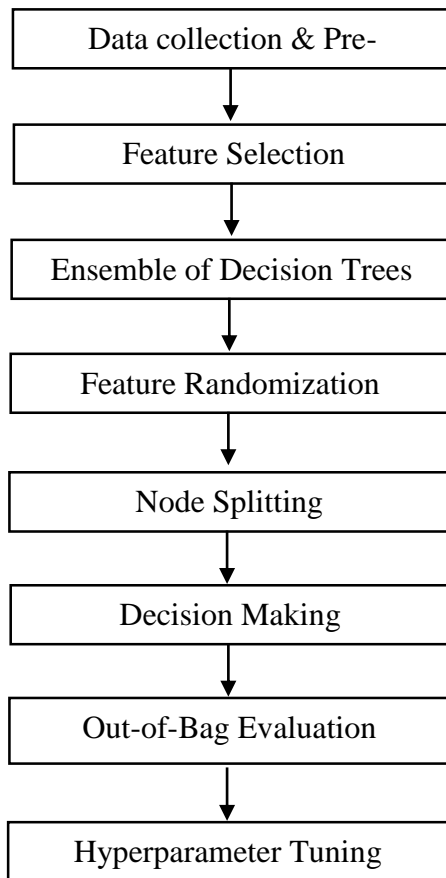 Data collection & Pre-
Feature Selection
Ensemble of Decision Trees
Feature Randomization
Node Splitting
Decision Making
Out-of-Bag Evaluation
Hyperparameter Tuning